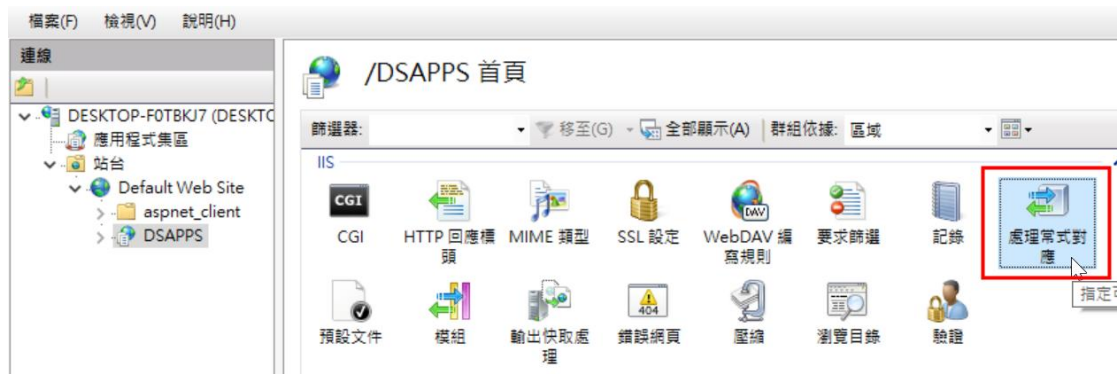 檔案(F) 檢視(V) 說明(H)
連線
DESKTOP-F0TBKJ7 (DESKTO
應用程式集區
站台
Default Web Site
aspnet_client
DSAPPS
/DSAPPS 首頁
篩選器: 移至(G) 全部顯示(A) 群組依據: 區域
IIS
CGI
DAV
CGI HTTP 回應標 MIME 類型 SSL 設定 WebDAV 編 要求篩選 記錄 處理常式對
頭 寫規則 應
指定可
404
預設文件 模組 輸出快取處 錯誤網頁 壓縮 瀏覽目錄 驗證
理